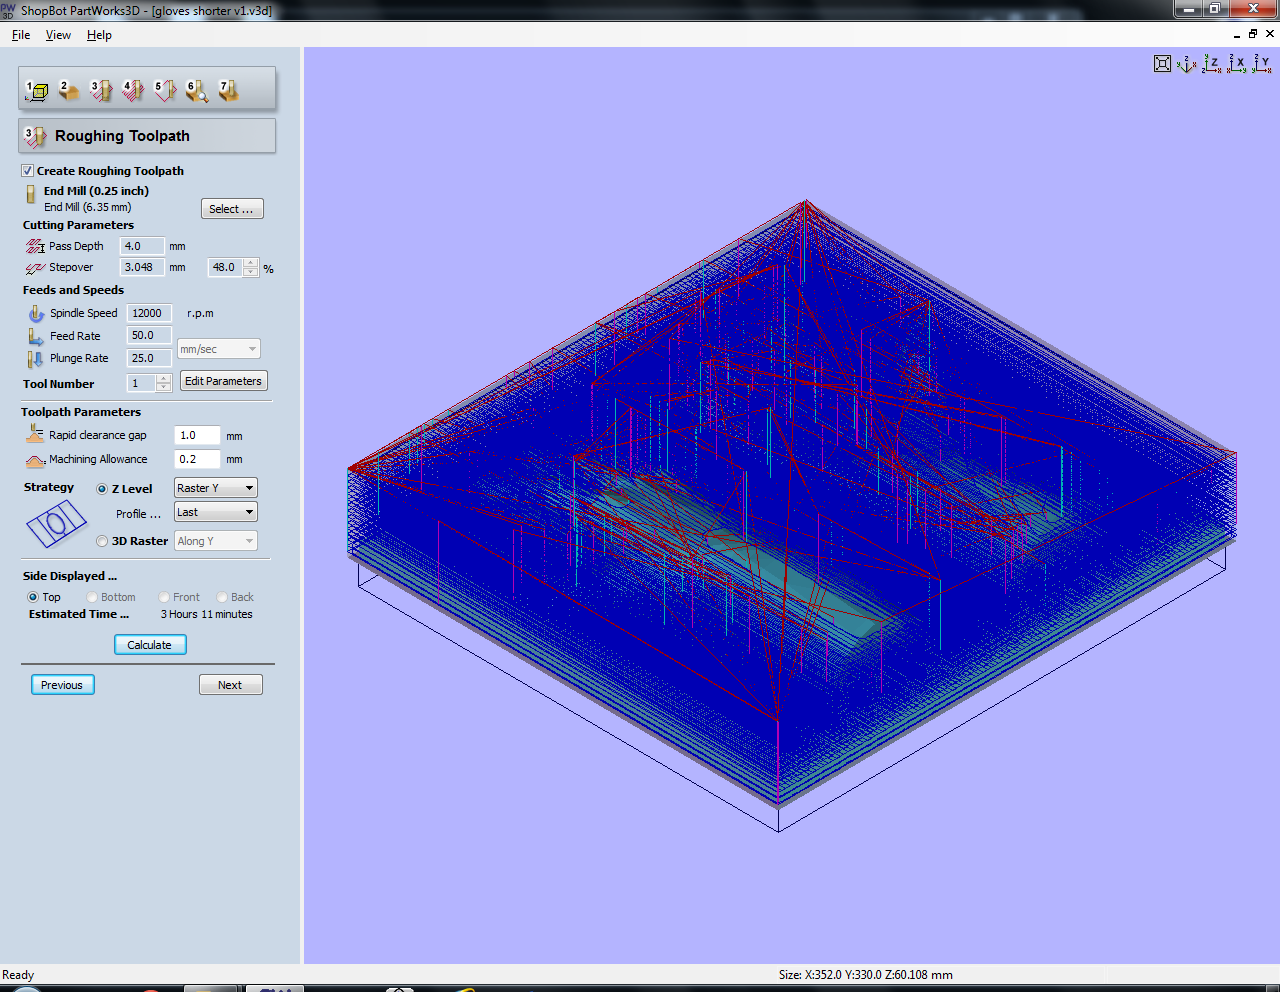 PW 3D ShopBot PartWorks3D - [gloves shorter v1.v3d]
File View Help
1 2 3 4 5 6 7
3 Roughing Toolpath
Create Roughing Toolpath
End Mill (0.25 inch)
End Mill (6.35 mm)
Select ...
Cutting Parameters
Pass Depth 4.0 mm
Stepover 3.048 mm 48.0 %
Feeds and Speeds
Spindle Speed 12000 r.p.m
Feed Rate 50.0
mm/sec
Plunge Rate 25.0
Tool Number 1 Edit Parameters
Toolpath Parameters
Rapid clearance gap 1.0 mm
Machining Allowance 0.2 mm
Strategy Z Level Raster Y
Profile ... Last
3D Raster Along Y
Side Displayed ...
Top Bottom Front Back
Estimated Time ... 3 Hours 11 minutes
Calculate
Previous Next
Ready Size: X:352.0 Y:330.0 Z:60.108 mm